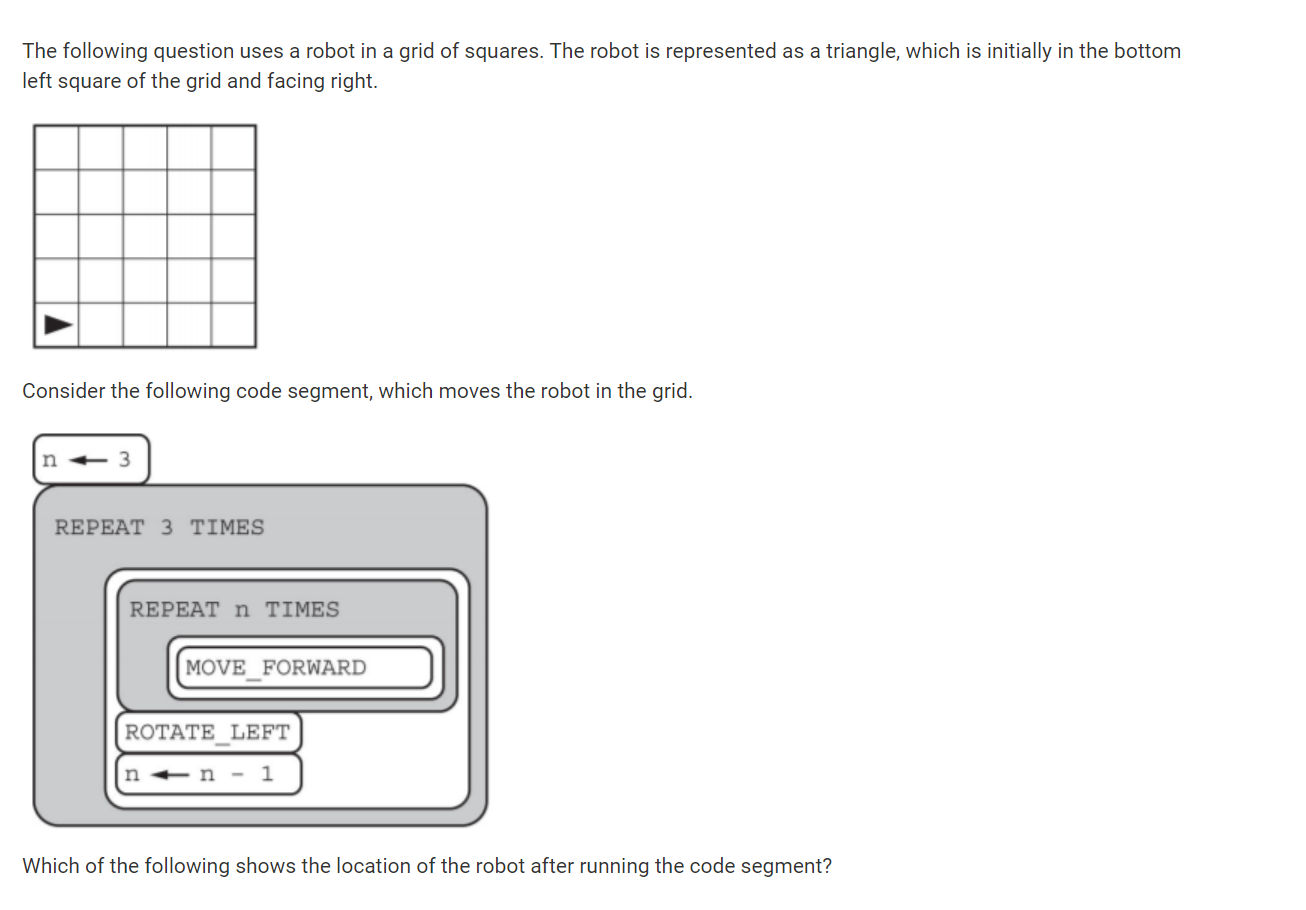 The following question uses a robot in a grid of squares. The robot is represented as a triangle, which is initially in the bottom
left square of the grid and facing right.
Consider the following code segment, which moves the robot in the grid.
n ← 3
REPEAT 3 TIMES
REPEAT n TIMES
MOVE_FORWARD
ROTATE_LEFT
n ← n - 1
Which of the following shows the location of the robot after running the code segment?